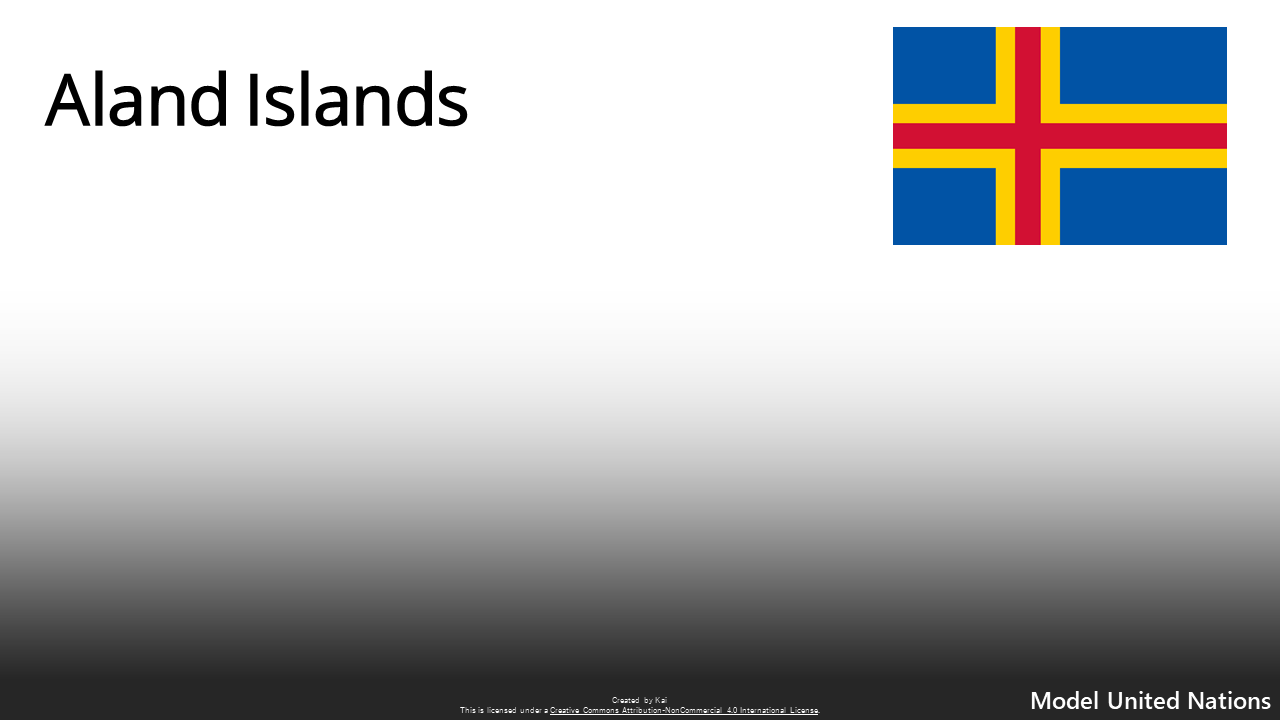 Aland Islands
Created by Kai
This is licensed under a Creative Commons Attribution-NonCommercial 4.0 International License.
Model United Nations